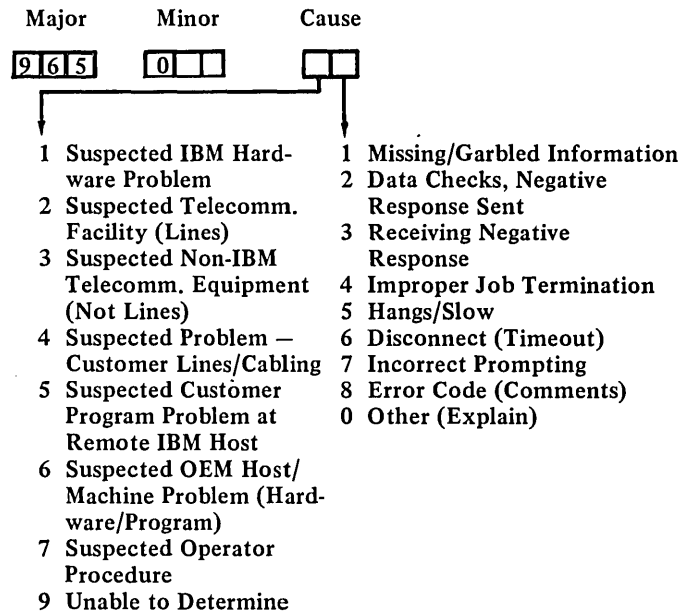 Major Minor Cause
9 6 5 0
1 Suspected IBM Hard-
ware Problem
2 Suspected Telecomm.
Facility (Lines)
3 Suspected Non-IBM
Telecomm. Equipment
(Not Lines)
4 Suspected Problem —
Customer Lines/Cabling
5 Suspected Customer
Program Problem at
Remote IBM Host
6 Suspected OEM Host/
Machine Problem (Hard-
ware/Program)
7 Suspected Operator
Procedure
9 Unable to Determine
1 Missing/Garbled Information
2 Data Checks, Negative
Response Sent
3 Receiving Negative
Response
4 Improper Job Termination
5 Hangs/Slow
6 Disconnect (Timeout)
7 Incorrect Prompting
8 Error Code (Comments)
0 Other (Explain)